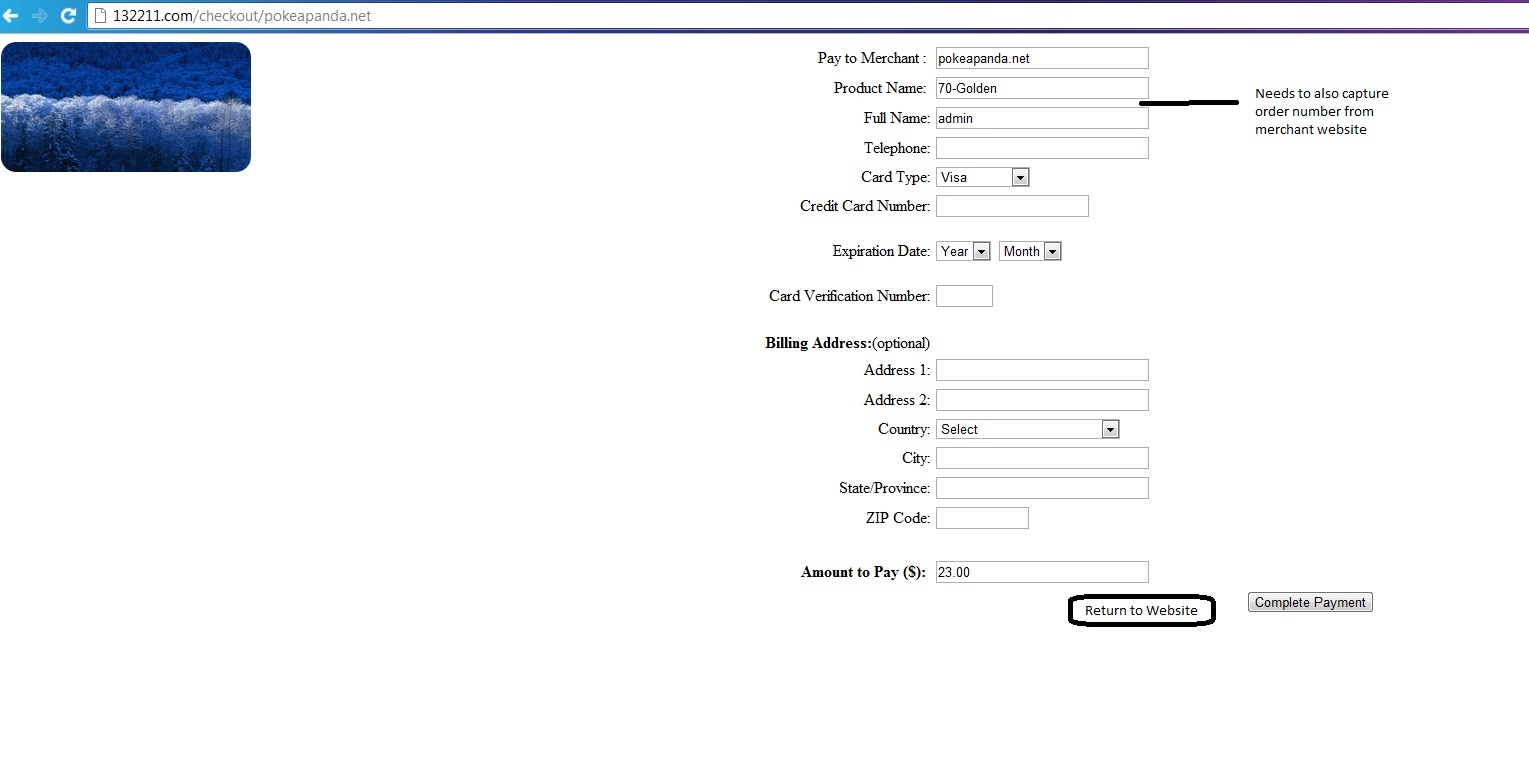 132211.com/checkout/pokeapanda.net
Pay to Merchant : pokeapanda.net
Product Name: 70-Golden
Needs to also capture
order number from
merchant website
Full Name: admin
Telephone:
Card Type: Visa
Credit Card Number:
Expiration Date: Year Month
Card Verification Number:
Billing Address:(optional)
Address 1:
Address 2:
Country: Select
City:
State/Province:
ZIP Code:
Amount to Pay ($): 23.00
Return to Website Complete Payment